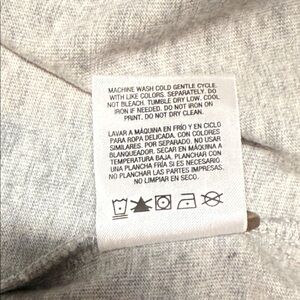 MACHINE WASH COLD GENTLE CYCLE.
WITH LIKE COLORS. SEPARATELY. DO
NOT BLEACH. TUMBLE DRY LOW. COOL
IRON IF NEEDED. DO NOT IRON ON
PRINT. DO NOT DRY CLEAN.
LAVAR A MÁQUINA EN FRÍO Y EN CICLO
PARA ROPA DELICADA, CON COLORES
SIMILARES. POR SEPARADO. NO USAR
BLANQUEADOR. SECAR EN MÁQUINA A
TEMPERATURA BAJA. PLANCHAR CON
UNA PLANCHA FRÍA SI ES NECESARIO
NO PLANCHAR LAS PARTES IMPRESAS.
NO LIMPIAR EN SECO.